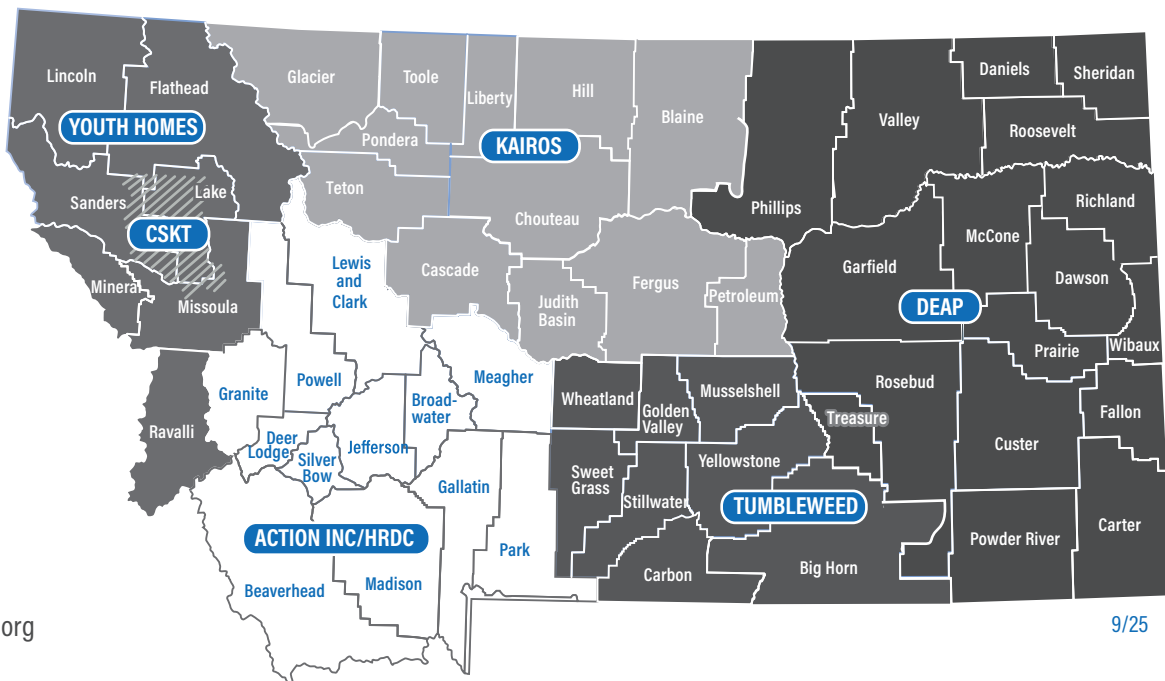 Lincoln
Flathead
Glacier
Toole
Liberty
Hill
Blaine
Daniels
Sheridan
Valley
Roosevelt
YOUTH HOMES
KAIROS
Pondera
Teton
Sanders
Lake
Chouteau
Phillips
Richland
McCone
CSKT
Lewis
and
Clark
Cascade
Judith
Basin
Fergus
Petroleum
Garfield
Dawson
DEAP
Mineral
Missoula
Prairie
Wibaux
Granite
Powell
Meagher
Broad-
water
Wheatland
Musselshell
Golden
Valley
Rosebud
Treasure
Fallon
Ravalli
Deer
Lodge
Silver
Bow
Jefferson
Custer
Gallatin
Sweet
Grass
Stillwater
Yellowstone
TUMBLEWEED
ACTION INC/HRDC
Park
Powder River
Carter
Beaverhead
Madison
Carbon
Big Horn
org
9/25